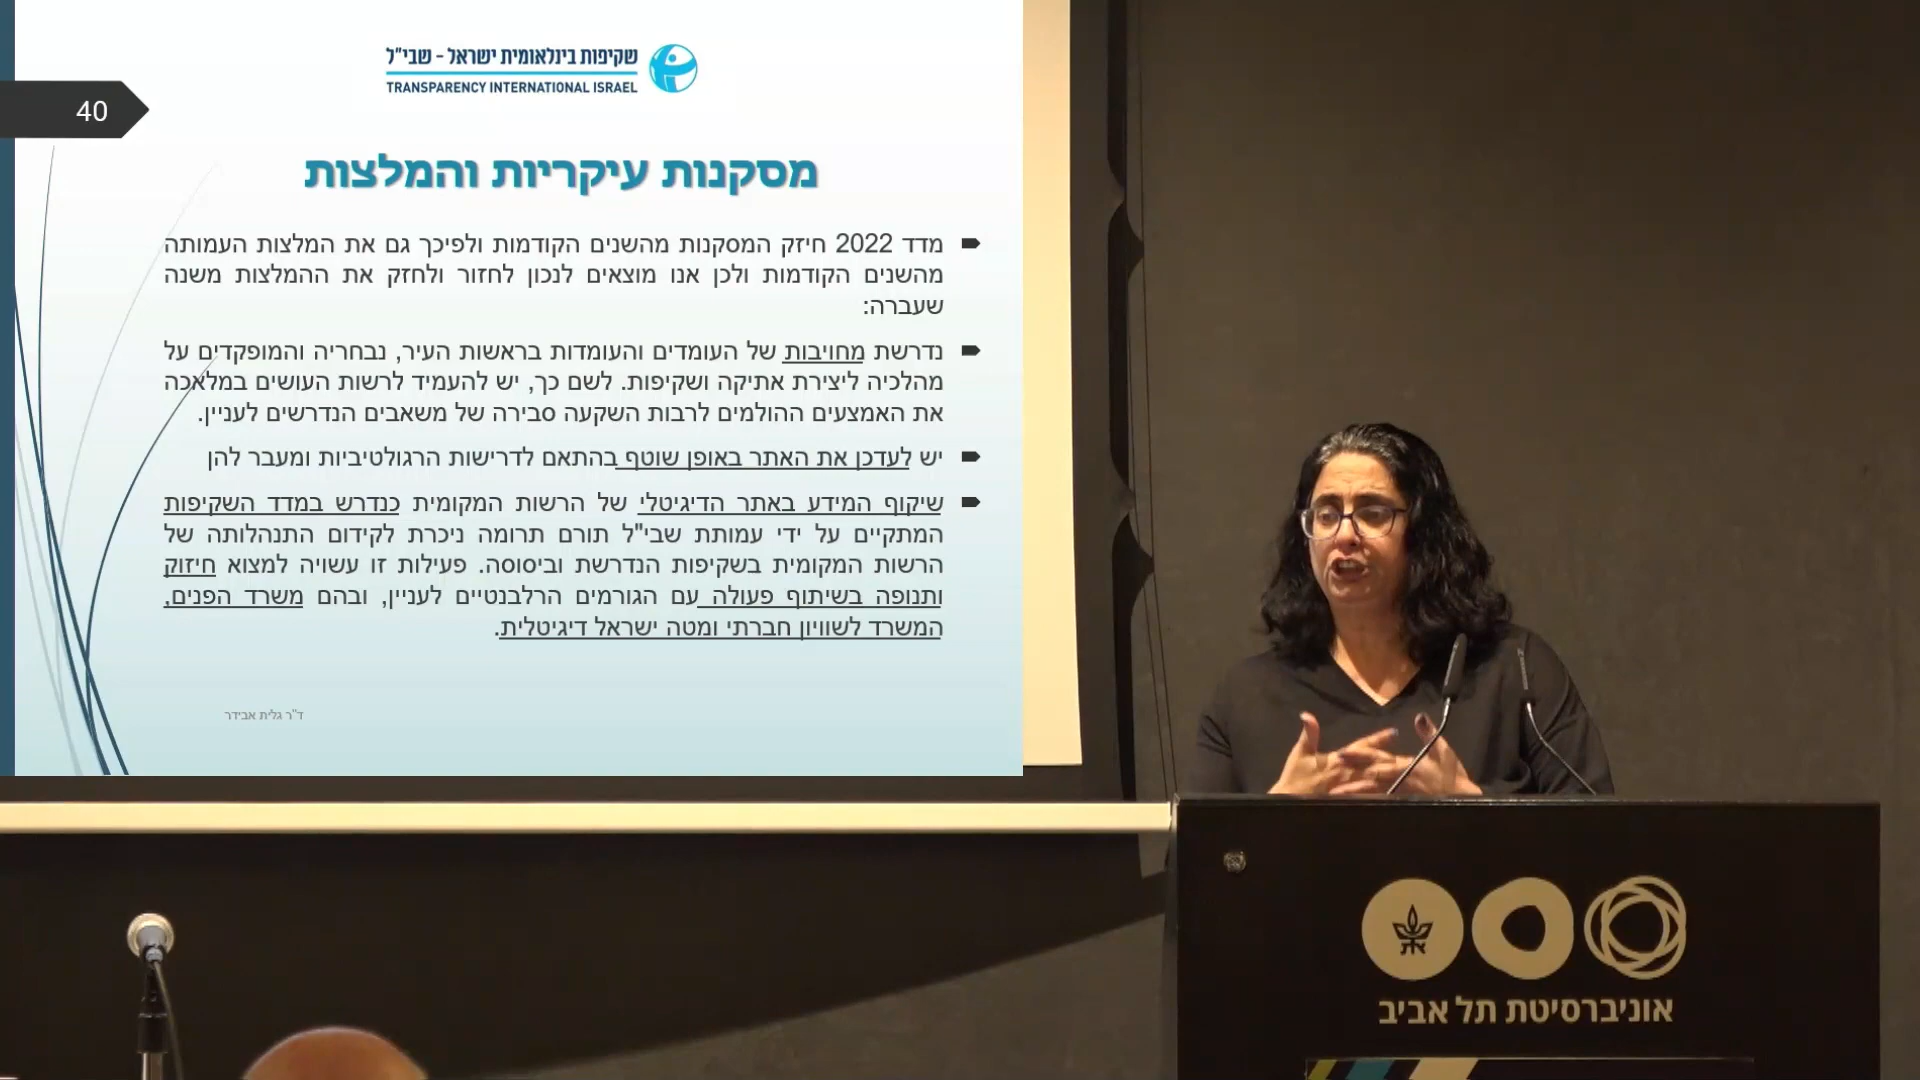 שקיפות בינלאומית ישראל - שבי"ל
TRANSPARENCY INTERNATIONAL ISRAEL
40
מסקנות עיקריות והמלצות
מדד 2022 חיזק המסקנות מהשנים הקודמות ולפיכך גם את המלצות העמותה
מהשנים הקודמות ולכן אנו מוצאים לנכון לחזור ולחזק את ההמלצות משנה
שעברה:
נדרשת מחויבות של העומדים והעומדות בראשות העיר, נבחריה והמופקדים על
מהלכיה ליצירת אתיקה ושקיפות. לשם כך, יש להעמיד לרשות העושים במלאכה
את האמצעים ההולמים לרבות השקעה סבירה של משאבים הנדרשים לעניין.
יש לעדכן את האתר באופן שוטף בהתאם לדרישות הרגולטיביות ומעבר להן
שיקוף המידע באתר הדיגיטלי של הרשות המקומית כנדרש במדד השקיפות
המתקיים על ידי עמותת שבי"ל תורם תרומה ניכרת לקידום התנהלותה של
הרשות המקומית בשקיפות הנדרשת וביסוסה. פעילות זו עשויה למצוא חיזוק
ותנופה בשיתוף פעולה עם הגורמים הרלבנטיים לעניין, ובהם משרד הפנים,
המשרד לשוויון חברתי ומטה ישראל דיגיטלית.
ד"ר גלית אבידר
אוניברסיטת תל אביב